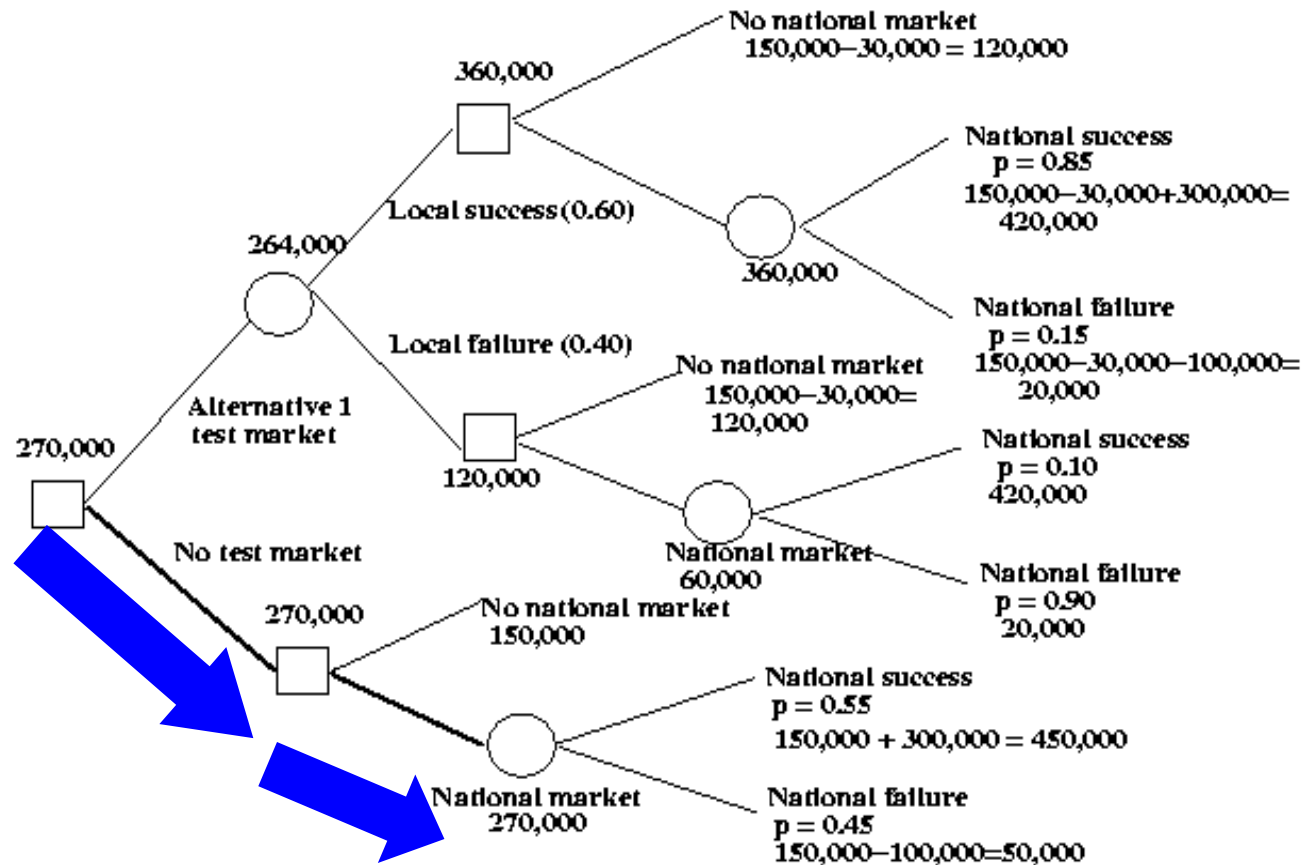 No national market
150,000−30,000 = 120,000
360,000
National success
p = 0.85
150,000−30,000+300,000=
420,000
Local success (0.60)
264,000
360,000
National failure
p = 0.15
150,000−30,000−100,000=
20,000
Local failure (0.40)
No national market
150,000−30,000=
120,000
Alternative 1
test market
National success
p = 0.10
420,000
270,000
120,000
No test market
National market
60,000
National failure
p = 0.90
20,000
270,000
No national market
150,000
National success
p = 0.55
150,000 + 300,000 = 450,000
National market
270,000
National failure
p = 0.45
150,000−100,000=50,000